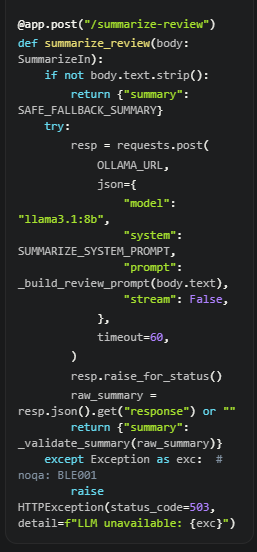 @app.post("/summarize-review")
def summarize_review(body:
SummarizeIn):
    if not body.text.strip():
        return {"summary":
SAFE_FALLBACK_SUMMARY}
    try:
        resp = requests.post(
            OLLAMA_URL,
            json={
                "model":
"llama3.1:8b",
                "system":
SUMMARIZE_SYSTEM_PROMPT,
                "prompt":
_build_review_prompt(body.text),
                "stream": False,
            },
            timeout=60,
        )
        resp.raise_for_status()
        raw_summary =
resp.json().get("response") or ""
        return {"summary":
_validate_summary(raw_summary)}
    except Exception as exc:  #
noqa: BLE001
        raise
HTTPException(status_code=503,
detail=f"LLM unavailable: {exc}")